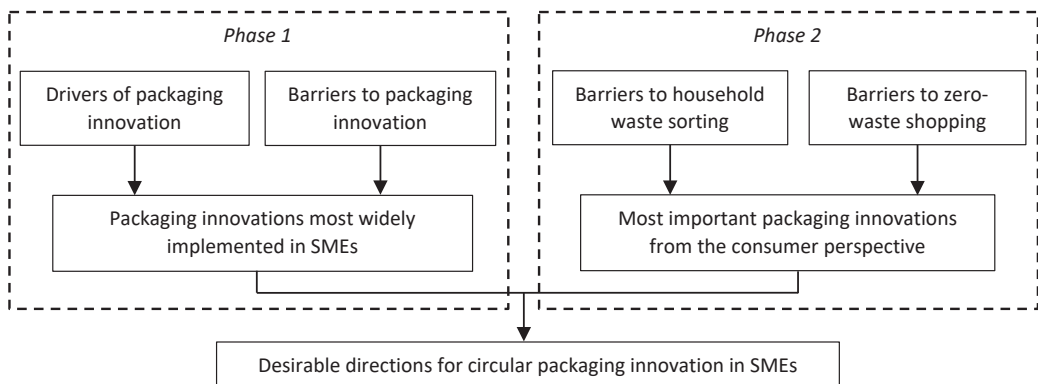 Phase 1
Drivers of packaging
innovation
Barriers to packaging
innovation
Packaging innovations most widely
implemented in SMEs
Phase 2
Barriers to household
waste sorting
Barriers to zero-
waste shopping
Most important packaging innovations
from the consumer perspective
Desirable directions for circular packaging innovation in SMEs